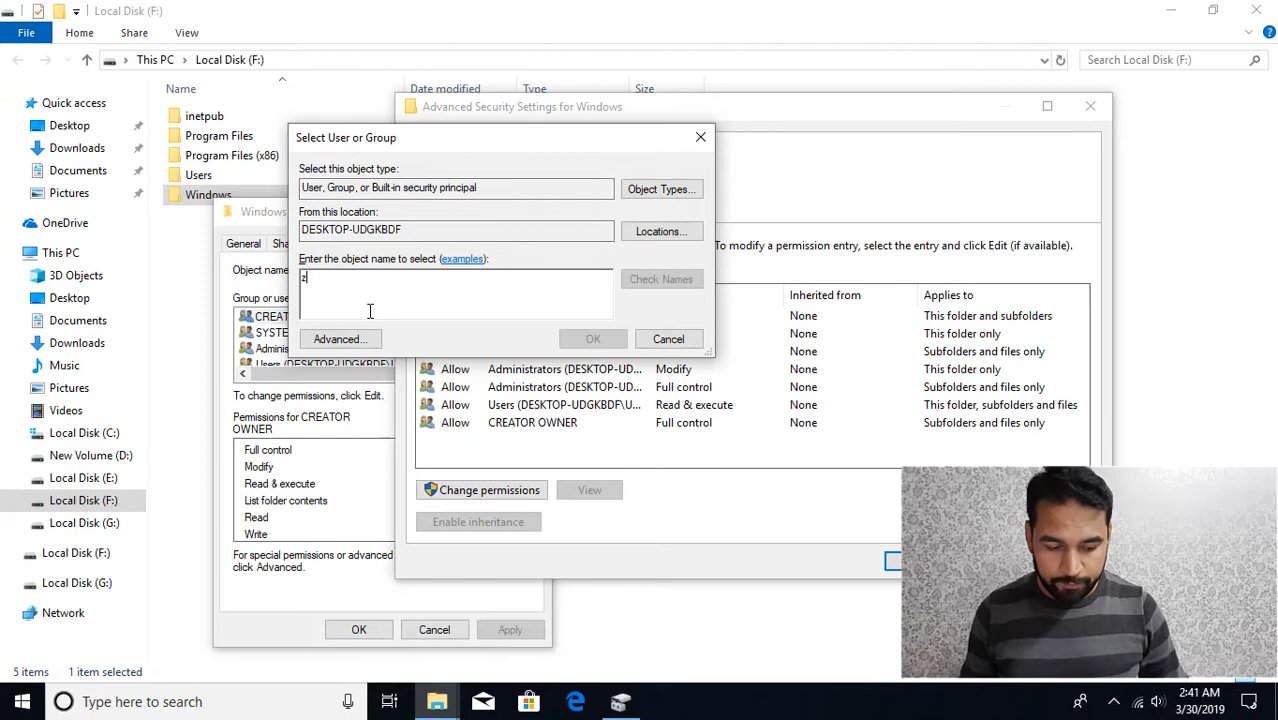 Local Disk (F:)
File Home Share View
This PC Local Disk (F:) Search Local Disk (F:)
Name Date modified Type Size
Quick access
Desktop
Downloads
Documents
Pictures
OneDrive
This PC
3D Objects
Desktop
Documents
Downloads
Music
Pictures
Videos
Local Disk (C:)
New Volume (D:)
Local Disk (E:)
Local Disk (F:)
Local Disk (G:)
Local Disk (F:)
Local Disk (G:)
Network
inetpub
Program Files
Program Files (x86)
Users
Windows
5 items 1 item selected
Windows
General Sha
Object name
Group or use
CREAT
SYSTE
Admini
Users (DESKTOP-UDGKBDF\U
To change permissions, click Edit.
Permissions for CREATOR
OWNER
Full control
Modify
Read & execute
List folder contents
Read
Write
For special permissions or advanced
click Advanced.
OK Cancel Apply
Select User or Group
Select this object type:
User, Group, or Built-in security principal Object Types...
From this location:
DESKTOP-UDGKBDF Locations...
Enter the object name to select (examples):
z Check Names
Advanced... OK Cancel
Advanced Security Settings for Windows
To modify a permission entry, select the entry and click Edit (if available).
Inherited from Applies to
None This folder and subfolders
None This folder only
None Subfolders and files only
Allow Administrators (DESKTOP-UD... Modify None This folder only
Allow Administrators (DESKTOP-UD... Full control None Subfolders and files only
Allow Users (DESKTOP-UDGKBDF\U... Read & execute None This folder, subfolders and files
Allow CREATOR OWNER Full control None Subfolders and files only
Change permissions View
Enable inheritance
Type here to search
2:41 AM
3/30/2019